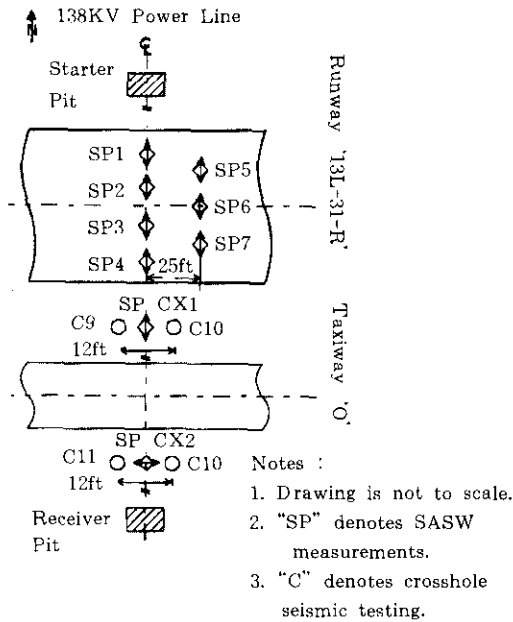 N
138KV Power Line
℄
Starter
Pit
Runway '13L-31-R'
SP1
SP5
SP2
SP6
SP3
SP7
SP4
25ft
SP CX1
C9
C10
12ft
Taxiway 'O'
SP CX2
C11
C10
12ft
Receiver
Pit
Notes :
1. Drawing is not to scale.
2. "SP" denotes SASW
measurements.
3. "C" denotes crosshole
seismic testing.